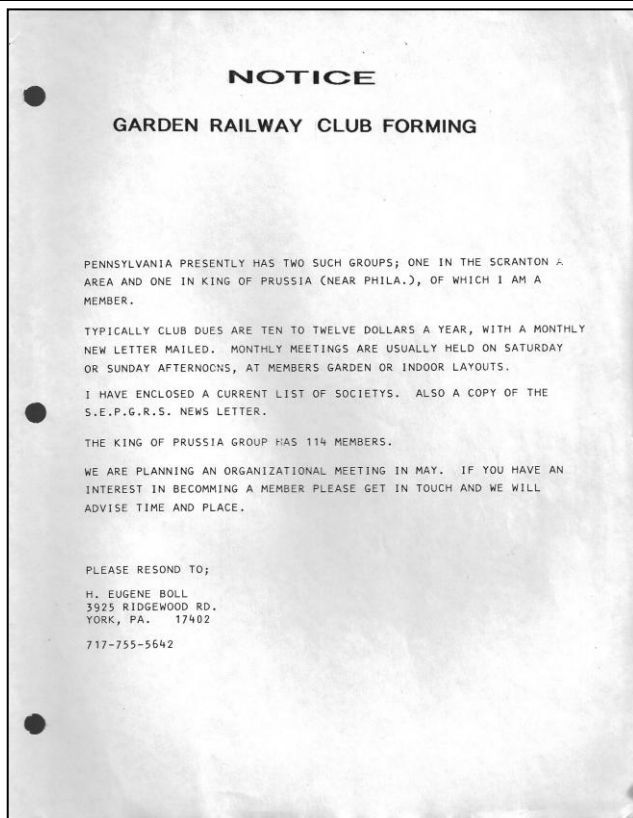 NOTICE
GARDEN RAILWAY CLUB FORMING
PENNSYLVANIA PRESENTLY HAS TWO SUCH GROUPS; ONE IN THE SCRANTON A
AREA AND ONE IN KING OF PRUSSIA (NEAR PHILA.), OF WHICH I AM A
MEMBER.
TYPICALLY CLUB DUES ARE TEN TO TWELVE DOLLARS A YEAR, WITH A MONTHLY
NEW LETTER MAILED. MONTHLY MEETINGS ARE USUALLY HELD ON SATURDAY
OR SUNDAY AFTERNOONS, AT MEMBERS GARDEN OR INDOOR LAYOUTS.
I HAVE ENCLOSED A CURRENT LIST OF SOCIETYS. ALSO A COPY OF THE
S.E.P.G.R.S. NEWS LETTER.
THE KING OF PRUSSIA GROUP HAS 114 MEMBERS.
WE ARE PLANNING AN ORGANIZATIONAL MEETING IN MAY. IF YOU HAVE AN
INTEREST IN BECOMMING A MEMBER PLEASE GET IN TOUCH AND WE WILL
ADVISE TIME AND PLACE.
PLEASE RESOND TO;
H. EUGENE BOLL
3925 RIDGEWOOD RD.
YORK, PA. 17402
717-755-5642